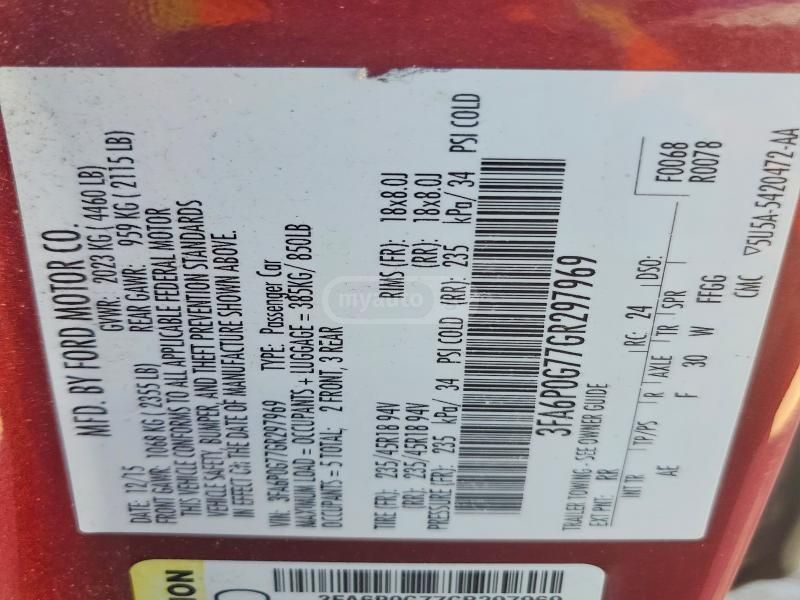 MFD. BY FORD MOTOR CO.
DATE: 12/15 GVWR: 2023 KG ( 4460 LB)
FRONT GAWR: 1068 KG ( 2355 LB) REAR GAWR: 959 KG ( 2115 LB)
THIS VEHICLE CONFORMS TO ALL APPLICABLE FEDERAL MOTOR
VEHICLE SAFETY, BUMPER, AND THEFT PREVENTION STANDARDS
IN EFFECT ON THE DATE OF MANUFACTURE SHOWN ABOVE.
VIN: 3FA6P0G77GR297969 TYPE: Passenger Car
MAXIMUM LOAD = OCCUPANTS + LUGGAGE = 385KG/ 850LB
OCCUPANTS = 5 TOTAL; 2 FRONT, 3 REAR
TIRE (FR): 235/45R18 94V RIMS (FR): 18x8.0J
(RR): 235/45R18 94V (RR): 18x8.0J
PRESSURE (FR): 235 kPa/ 34 PSI COLD (RR): 235 kPa/ 34 PSI COLD
3FA6P0G77GR297969
TRAILER TOWING - SEE OWNER GUIDE
EXT PNT: RR RC: 24 DSO: F0068
R0078
INT TR TP/PS R AXLE TR SPR
AE F 30 W FFGG
CMC ▽5U5A-5420472-AA
myauto
ION
3FA6P0G77GR297969